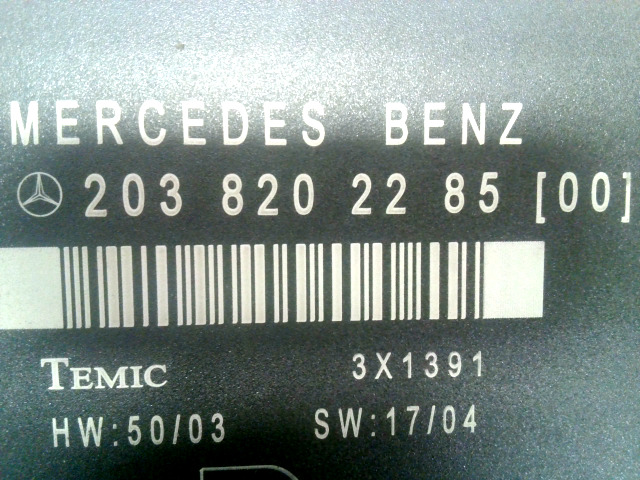 MERCEDES BENZ
203 820 22 85 [00]
TEMIC 3X1391
HW:50/03 SW:17/04